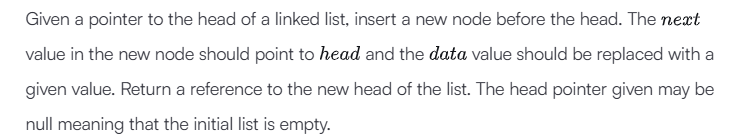 Given a pointer to the head of a linked list, insert a new node before the head. The next
value in the new node should point to head and the data value should be replaced with a
given value. Return a reference to the new head of the list. The head pointer given may be
null meaning that the initial list is empty.